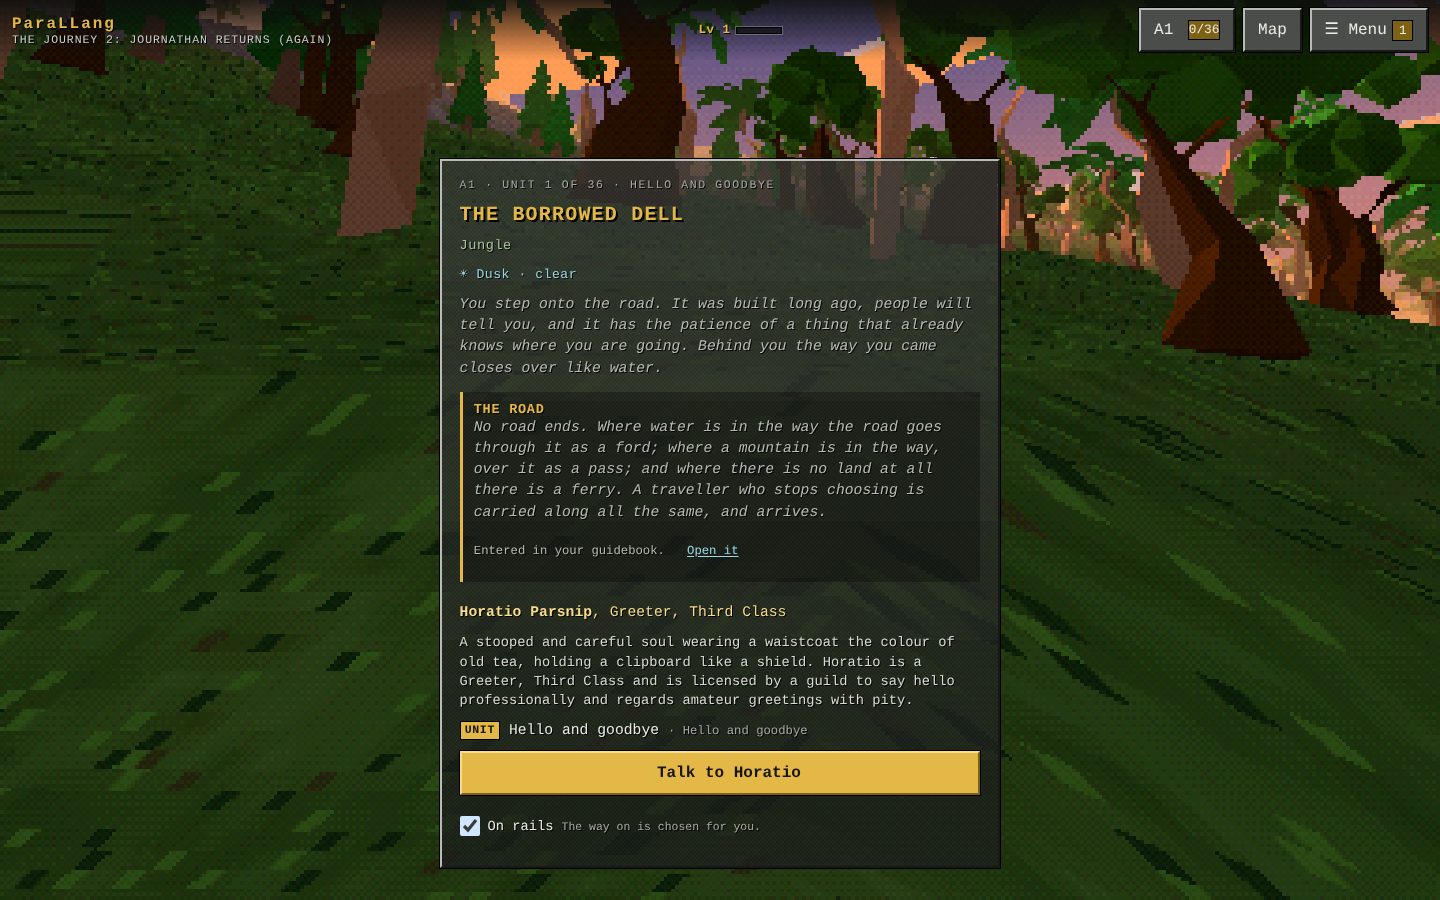 ParaLLang
THE JOURNEY 2: JOURNATHAN RETURNS (AGAIN)
Lv 1
A1 0/36
Map
☰ Menu 1
A1 · UNIT 1 OF 36 · HELLO AND GOODBYE
THE BORROWED DELL
Jungle
☀ Dusk · clear
You step onto the road. It was built long ago, people will
tell you, and it has the patience of a thing that already
knows where you are going. Behind you the way you came
closes over like water.
THE ROAD
No road ends. Where water is in the way the road goes
through it as a ford; where a mountain is in the way,
over it as a pass; and where there is no land at all
there is a ferry. A traveller who stops choosing is
carried along all the same, and arrives.
Entered in your guidebook. Open it
Horatio Parsnip, Greeter, Third Class
A stooped and careful soul wearing a waistcoat the colour of
old tea, holding a clipboard like a shield. Horatio is a
Greeter, Third Class and is licensed by a guild to say hello
professionally and regards amateur greetings with pity.
UNIT Hello and goodbye · Hello and goodbye
Talk to Horatio
On rails The way on is chosen for you.